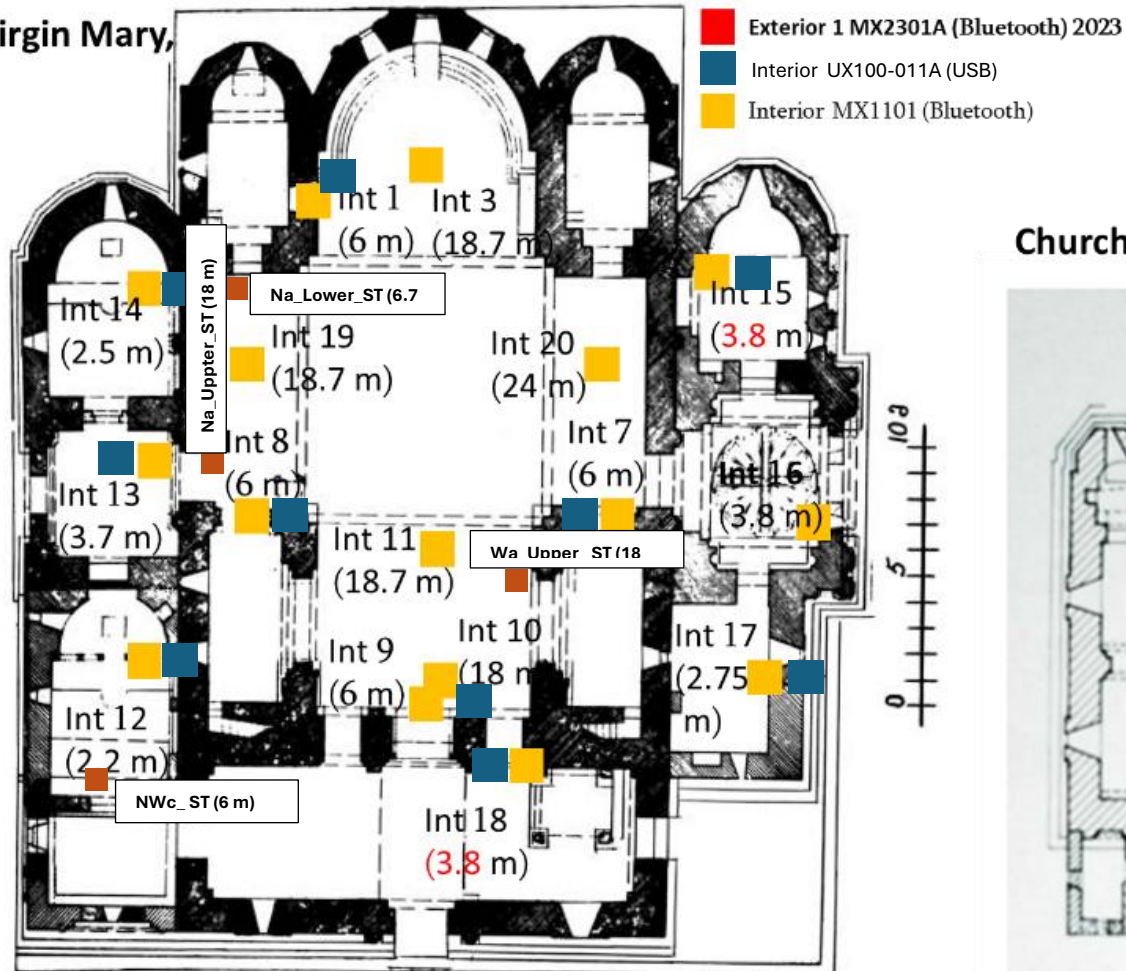 irgin Mary,
Exterior 1 MX2301A (Bluetooth) 2023
Interior UX100-011A (USB)
Interior MX1101 (Bluetooth)
Church
Int 1
(6 m)
Int 3
(18.7 m)
Na_Uppter_ST (18 m)
Na_Lower_ST (6.7
Int 14
(2.5 m)
Int 15
(3.8 m)
Int 19
(18.7 m)
Int 20
(24 m)
Int 8
(6 m)
Int 7
(6 m)
Int 13
(3.7 m)
Int 16
(3.8 m)
Int 11
(18.7 m)
Wa_Upper_ST (18
Int 9
(6 m)
Int 10
(18 m
Int 17
(2.75
m)
Int 12
(2.2 m)
NWc_ ST (6 m)
Int 18
(3.8 m)
10
5
0